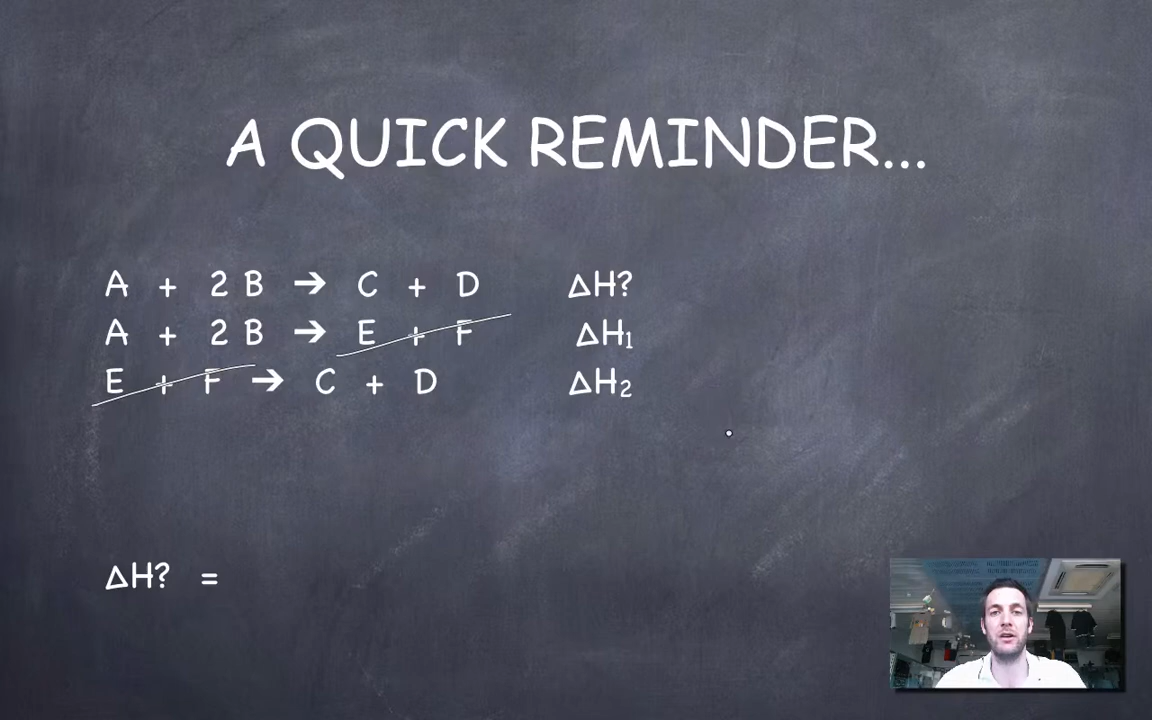 A QUICK REMINDER...
A + 2 B → C + D ΔH?
A + 2 B → E + F ΔH₁
E + F → C + D ΔH₂
ΔH? =